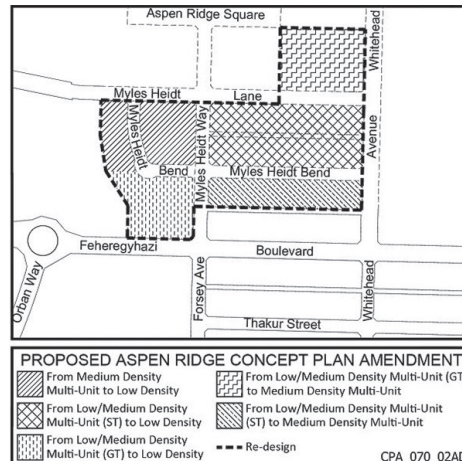 Aspen Ridge Square
Whitehead
Myles Heidt Lane
Myles Heidt
Myles Heidt Way
Avenue
Bend
Myles Heidt Bend
Feheregyhazi Boulevard
Orban Way
Forsey Ave
Whitehead
Thakur Street
PROPOSED ASPEN RIDGE CONCEPT PLAN AMENDMENT
From Medium Density
Multi-Unit to Low Density
From Low/Medium Density Multi-Unit (GT)
to Medium Density Multi-Unit
From Low/Medium Density
Multi-Unit (ST) to Low Density
From Low/Medium Density Multi-Unit
(ST) to Medium Density Multi-Unit
From Low/Medium Density
Multi-Unit (GT) to Low Density
Re-design